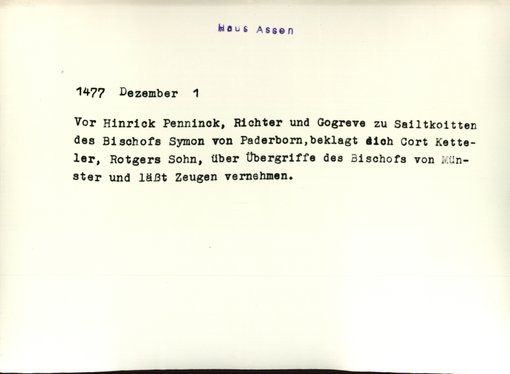 Haus Assen
1477 Dezember 1
Vor Hinrick Penninck, Richter und Gogreve zu Sailtkoitten
des Bischofs Symon von Paderborn,beklagt sich Cort Kette-
ler, Rotgers Sohn, über Übergriffe des Bischofs von Mün-
ster und läßt Zeugen vernehmen.